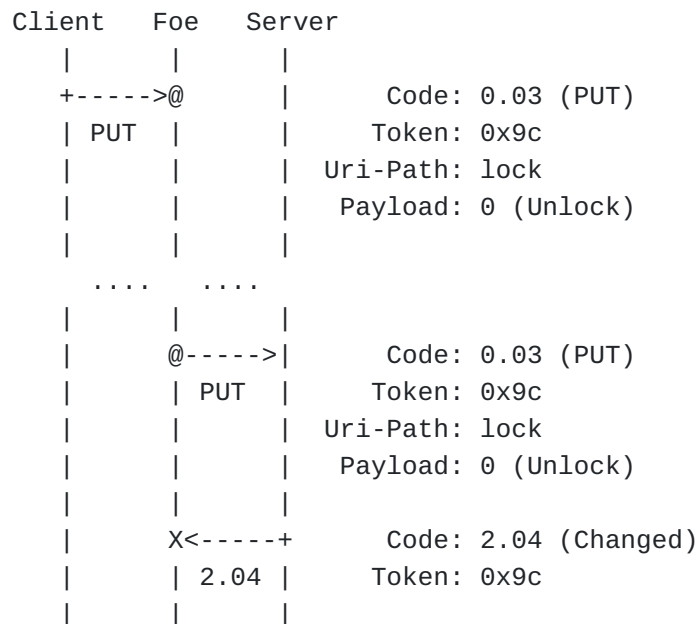 Client   Foe   Server
   |      |      |
   +----->@      |      Code: 0.03 (PUT)
   | PUT  |      |     Token: 0x9c
   |      |      |  Uri-Path: lock
   |      |      |   Payload: 0 (Unlock)
   |      |      |
     ....   ....
   |      |      |
   |      @----->|      Code: 0.03 (PUT)
   |      | PUT  |     Token: 0x9c
   |      |      |  Uri-Path: lock
   |      |      |   Payload: 0 (Unlock)
   |      |      |
   |      X<-----+      Code: 2.04 (Changed)
   |      | 2.04 |     Token: 0x9c
   |      |      |